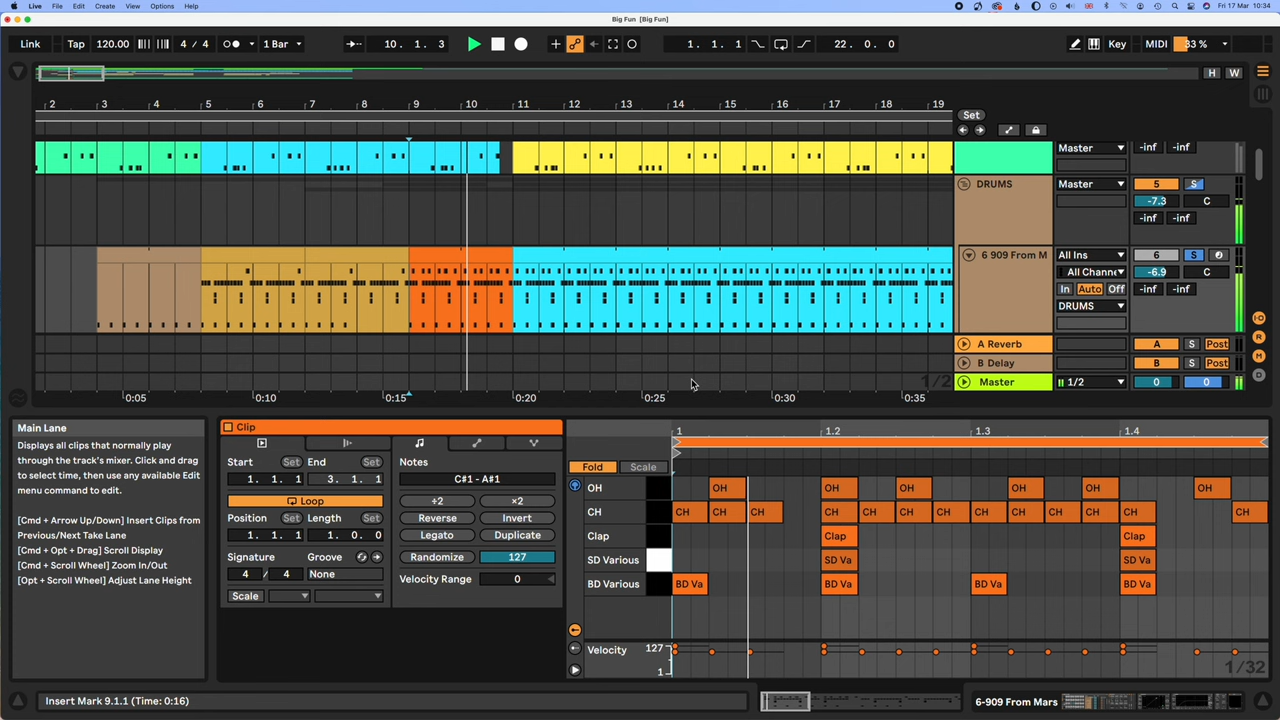 Live File Edit Create View Options Help Fri 17 Mar 10:34
Big Fun [Big Fun]
Link Tap 120.00 4 / 4 1 Bar 10. 1. 3 1. 1. 1 22. 0. 0 Key MIDI 33 %
H W
2 3 4 5 6 7 8 9 10 11 12 13 14 15 16 17 18 19
Set
Master -inf -inf
DRUMS Master 5 S
-7.3 C
-inf -inf
6 909 From M All Ins 6 S
All Channe -6.9 C
In Auto Off -inf -inf
DRUMS
A Reverb A S Post
B Delay B S Post
1/2 Master 1/2 0 0
0:05 0:10 0:15 0:20 0:25 0:30 0:35
Main Lane
Displays all clips that normally play
through the track's mixer. Click and drag
to select time, then use any available Edit
menu command to edit.
[Cmd + Arrow Up/Down] Insert Clips from
Previous/Next Take Lane
[Cmd + Opt + Drag] Scroll Display
[Cmd + Scroll Wheel] Zoom In/Out
[Opt + Scroll Wheel] Adjust Lane Height
Clip
Start Set End Set
1. 1. 1 3. 1. 1
Loop
Position Set Length Set
1. 1. 1 1. 0. 0
Signature Groove
4 / 4 None
Scale
Notes
C#1 - A#1
÷2 ×2
Reverse Invert
Legato Duplicate
Randomize 127
Velocity Range 0
1 1.2 1.3 1.4
Fold Scale
OH OH OH OH OH OH OH
CH CH CH CH CH CH CH CH CH CH CH CH CH CH
Clap Clap Clap
SD Various SD Va SD Va
BD Various BD Va BD Va BD Va BD Va
Velocity 127
1
1/32
Insert Mark 9.1.1 (Time: 0:16)
6-909 From Mars